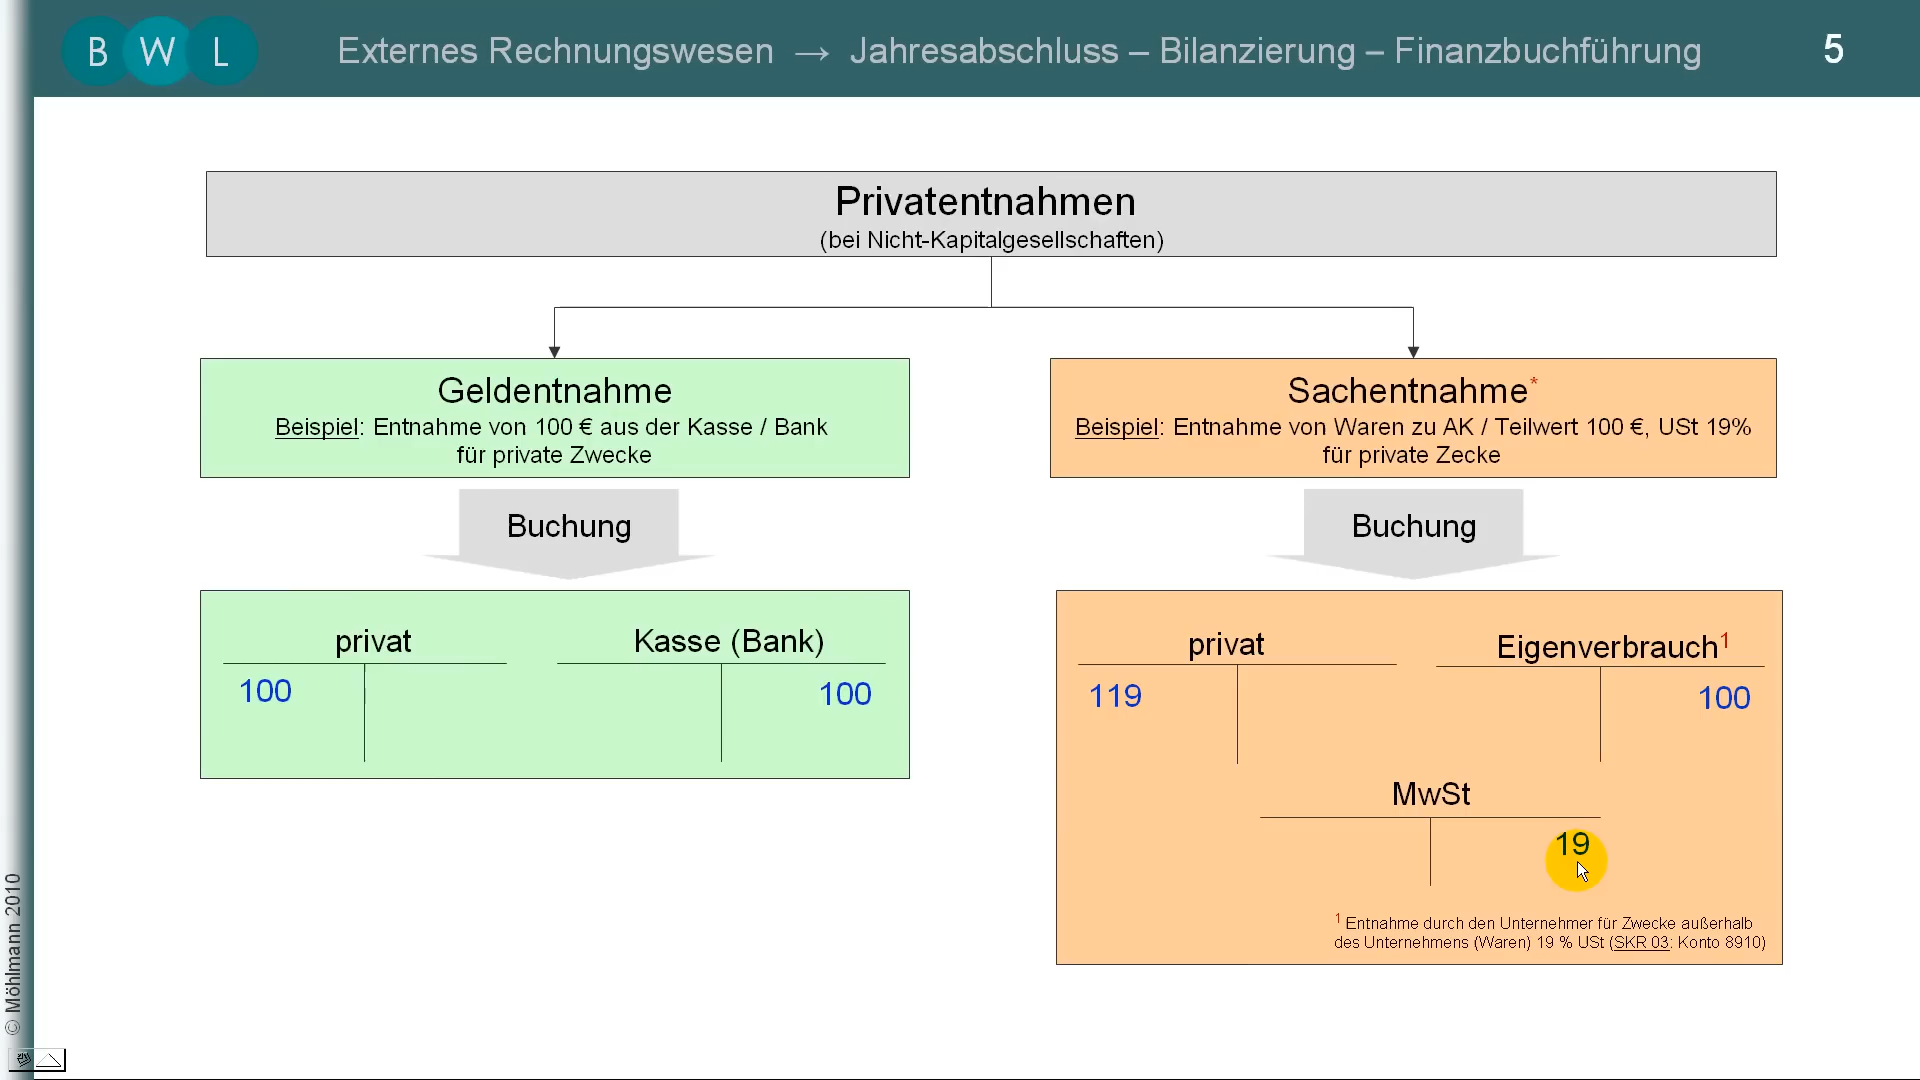 B W L
Externes Rechnungswesen → Jahresabschluss – Bilanzierung – Finanzbuchführung
5
Privatentnahmen
(bei Nicht-Kapitalgesellschaften)
Geldentnahme
Beispiel: Entnahme von 100 € aus der Kasse / Bank
für private Zwecke
Sachentnahme*
Beispiel: Entnahme von Waren zu AK / Teilwert 100 €, USt 19%
für private Zecke
Buchung
Buchung
privat
Kasse (Bank)
100
100
privat
Eigenverbrauch¹
119
100
MwSt
19
¹ Entnahme durch den Unternehmer für Zwecke außerhalb
des Unternehmens (Waren) 19 % USt (SKR 03: Konto 8910)
© Möhlmann 2010